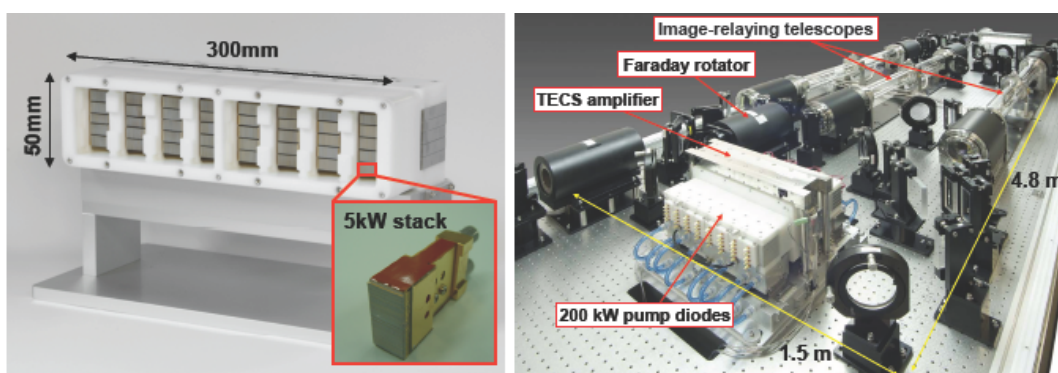 300mm
50mm
5kW stack
Image-relaying telescopes
Faraday rotator
TECS amplifier
4.8 m
200 kW pump diodes
1.5 m